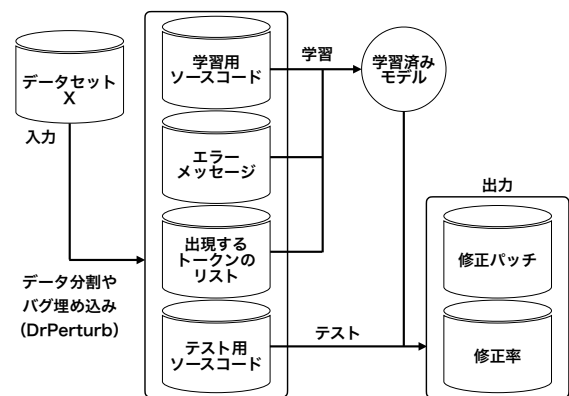 データセット
X
入力
データ分割や
バグ埋め込み
（DrPerturb）
学習用
ソースコード
エラー
メッセージ
出現する
トークンの
リスト
テスト用
ソースコード
学習
学習済み
モデル
テスト
出力
修正パッチ
修正率